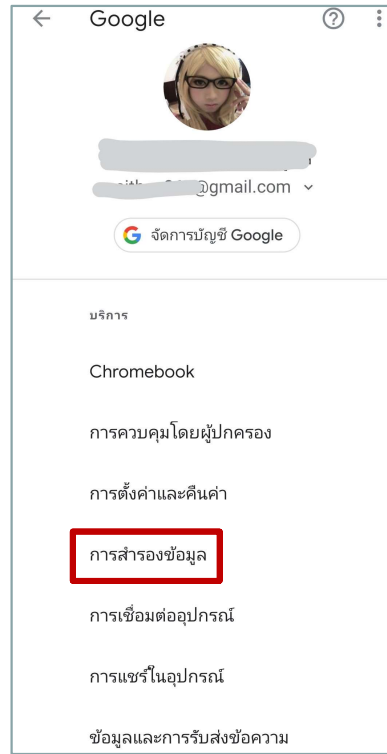 Google
@gmail.com
จัดการบัญชี Google
บริการ
Chromebook
การควบคุมโดยผู้ปกครอง
การตั้งค่าและคืนค่า
การสำรองข้อมูล
การเชื่อมต่ออุปกรณ์
การแชร์ในอุปกรณ์
ข้อมูลและการรับส่งข้อความ